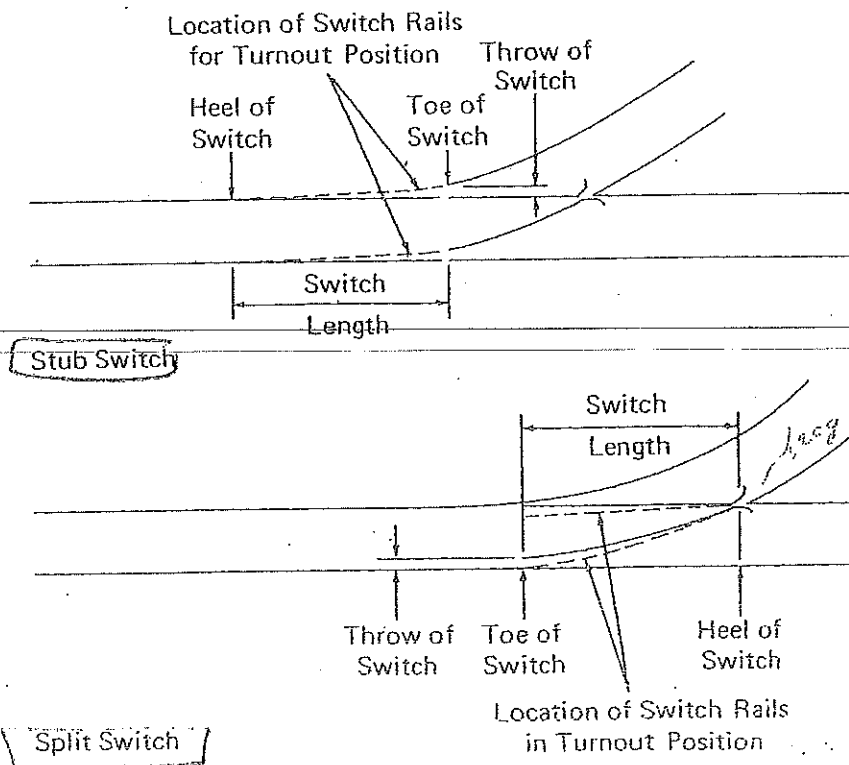 Location of Switch Rails
for Turnout Position
Throw of
Switch
Heel of
Switch
Toe of
Switch
Switch
Length
Stub Switch
Switch
Length
frog
Throw of
Switch
Toe of
Switch
Heel of
Switch
Location of Switch Rails
in Turnout Position
Split Switch